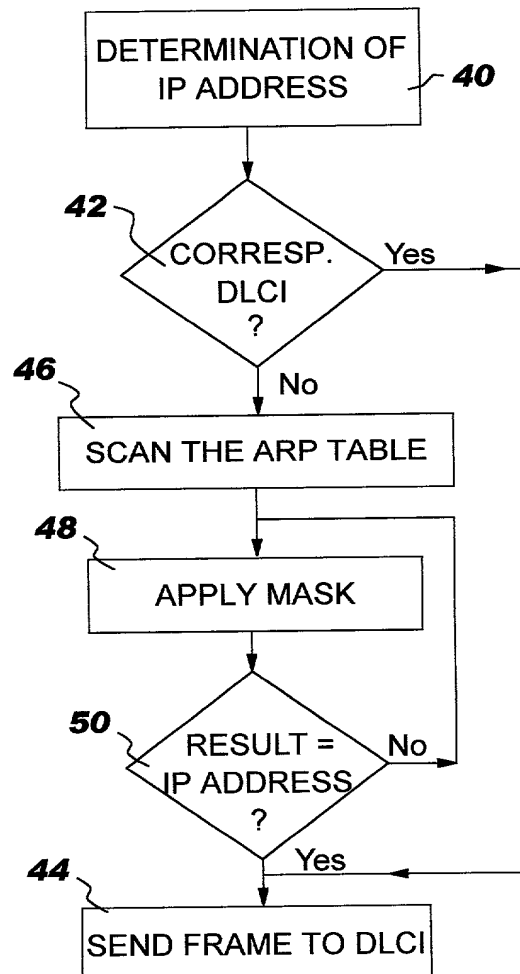 DETERMINATION OF
IP ADDRESS
40
42
CORRESP.
DLCI
?
Yes
No
46
SCAN THE ARP TABLE
48
APPLY MASK
50
RESULT =
IP ADDRESS
?
No
Yes
44
SEND FRAME TO DLCI